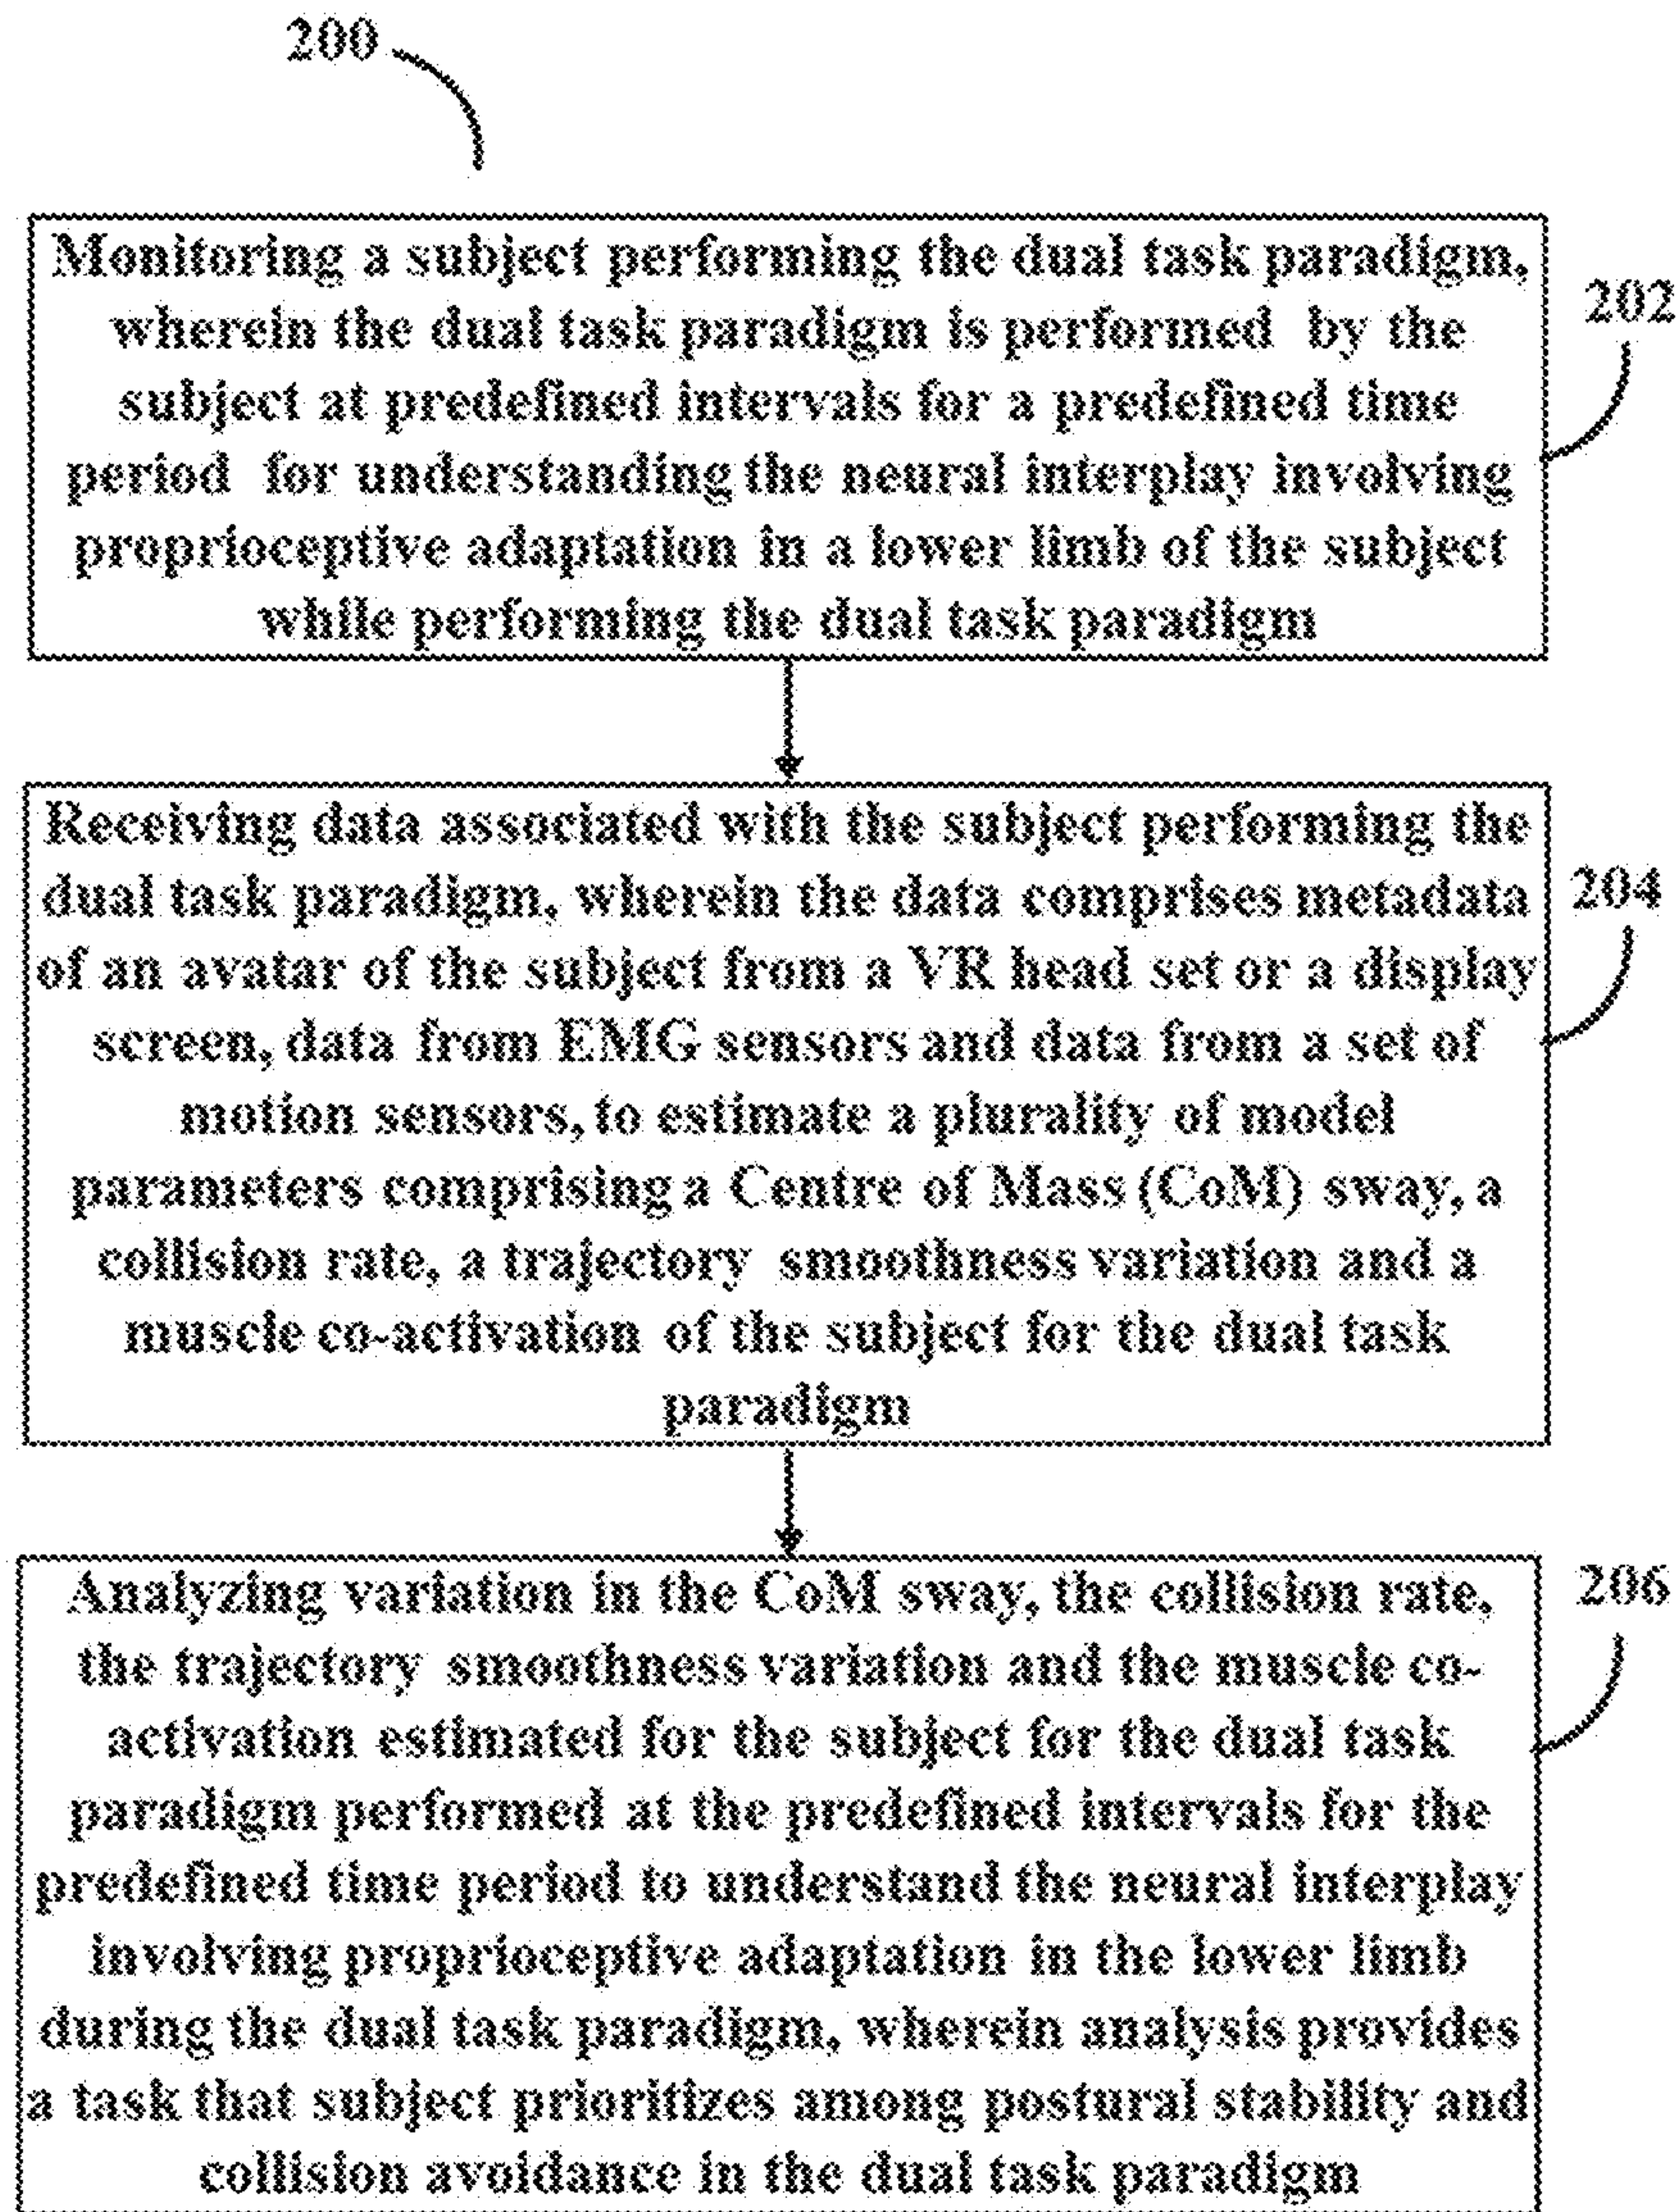 200
Monitoring a subject performing the dual task paradigm,
wherein the dual task paradigm is performed by the
subject at predefined intervals for a predefined time
period for understanding the neural interplay involving
proprioceptive adaptation in a lower limb of the subject
while performing the dual task paradigm
202
Receiving data associated with the subject performing the
dual task paradigm, wherein the data comprises metadata
of an avatar of the subject from a VR head set or a display
screen, data from EMG sensors and data from a set of
motion sensors, to estimate a plurality of model
parameters comprising a Centre of Mass (CoM) sway, a
collision rate, a trajectory smoothness variation and a
muscle co-activation of the subject for the dual task
paradigm
204
Analyzing variation in the CoM sway, the collision rate,
the trajectory smoothness variation and the muscle co-
activation estimated for the subject for the dual task
paradigm performed at the predefined intervals for the
predefined time period to understand the neural interplay
involving proprioceptive adaptation in the lower limb
during the dual task paradigm, wherein analysis provides
a task that subject prioritizes among postural stability and
collision avoidance in the dual task paradigm
206